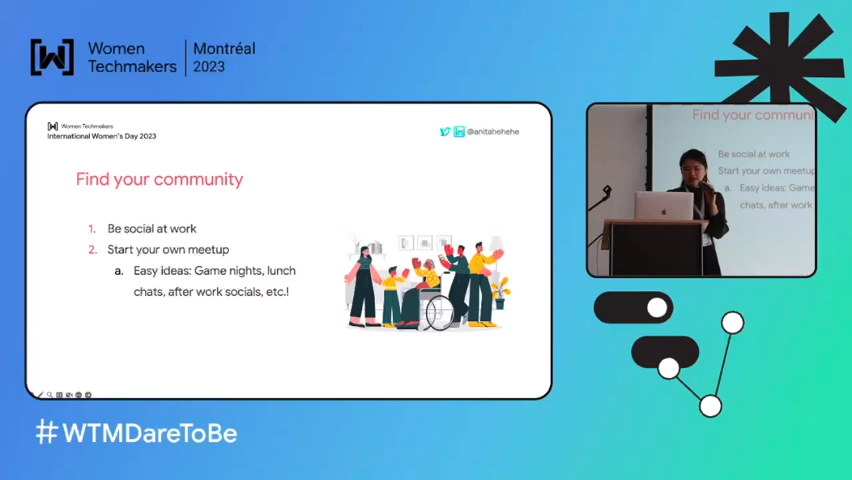 Women
Techmakers
Montréal
2023
Women Techmakers
International Women's Day 2023
@anitahehehe
Find your community
1. Be social at work
2. Start your own meetup
a. Easy ideas: Game nights, lunch
chats, after work socials, etc.!
Find your communi
Be social at work
Start your own meetup
a. Easy ideas: Game
chats, after work
#WTMDareToBe